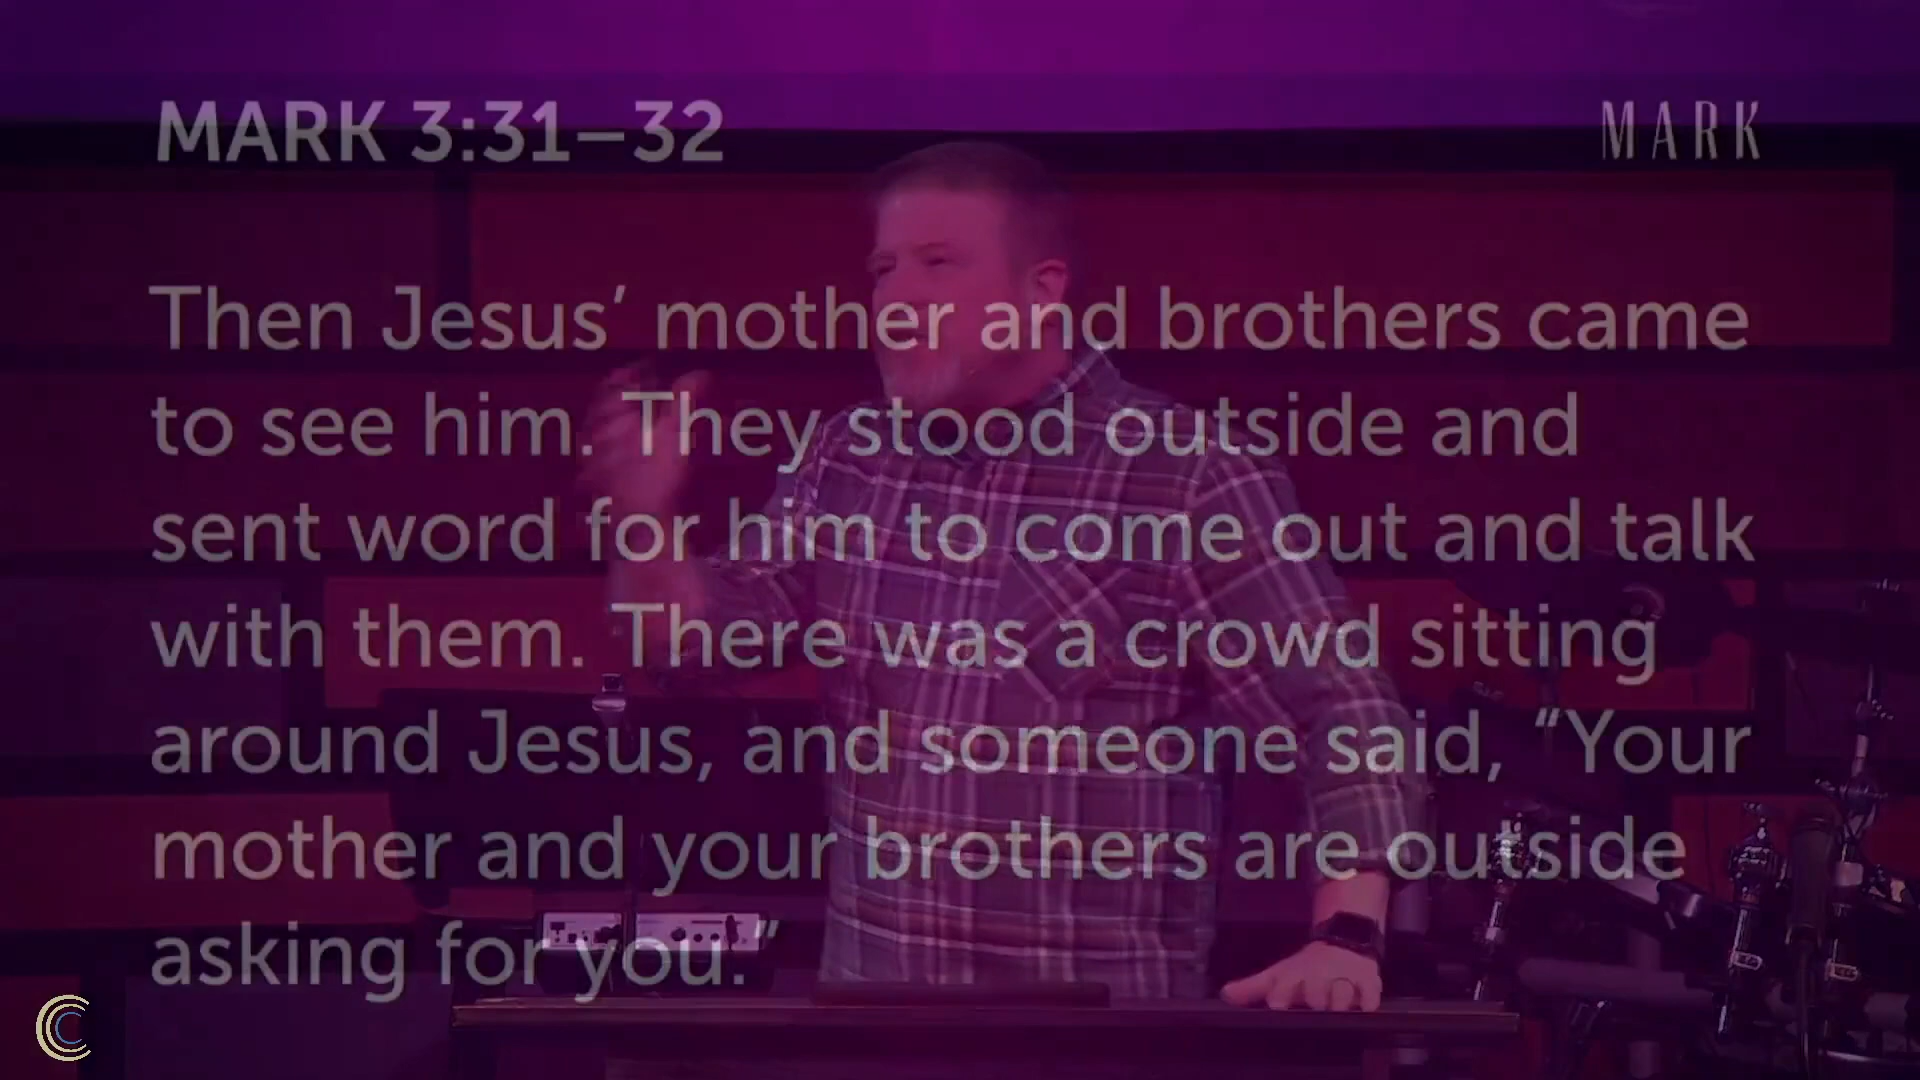 MARK 3:31–32
MARK
Then Jesus’ mother and brothers came
to see him. They stood outside and
sent word for him to come out and talk
with them. There was a crowd sitting
around Jesus, and someone said, “Your
mother and your brothers are outside
asking for you.”